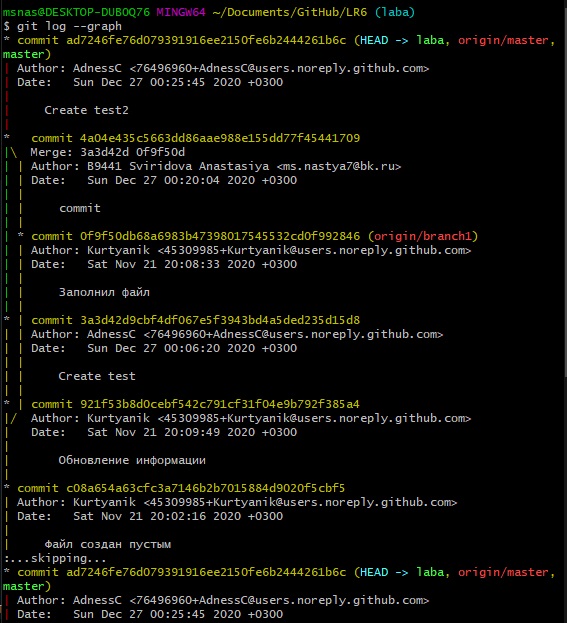 msnas@DESKTOP-DUBOQ76 MINGW64 ~/Documents/GitHub/LR6 (laba)
$ git log --graph
* commit ad7246fe76d079391916ee2150fe6b2444261b6c (HEAD -> laba, origin/master,
master)
| Author: AdnessC <76496960+AdnessC@users.noreply.github.com>
| Date:   Sun Dec 27 00:25:45 2020 +0300
|
|     Create test2
|
*   commit 4a04e435c5663dd86aae988e155dd77f45441709
|\  Merge: 3a3d42d 0f9f50d
| | Author: B9441 Sviridova Anastasiya <ms.nastya7@bk.ru>
| | Date:   Sun Dec 27 00:20:04 2020 +0300
| |
| |     commit
| |
| * commit 0f9f50db68a6983b47398017545532cd0f992846 (origin/branch1)
| | Author: Kurtyanik <45309985+Kurtyanik@users.noreply.github.com>
| | Date:   Sat Nov 21 20:08:33 2020 +0300
| |
| |     Заполнил файл
| |
* | commit 3a3d42d9cbf4df067e5f3943bd4a5ded235d15d8
| | Author: AdnessC <76496960+AdnessC@users.noreply.github.com>
| | Date:   Sun Dec 27 00:06:20 2020 +0300
| |
| |     Create test
| |
* | commit 921f53b8d0cebf542c791cf31f04e9b792f385a4
|/  Author: Kurtyanik <45309985+Kurtyanik@users.noreply.github.com>
|   Date:   Sat Nov 21 20:09:49 2020 +0300
|
|       Обновление информации
|
* commit c08a654a63cfc3a7146b2b7015884d9020f5cbf5
| Author: Kurtyanik <45309985+Kurtyanik@users.noreply.github.com>
| Date:   Sat Nov 21 20:02:16 2020 +0300
|
|     Файл создан пустым
:...skipping...
* commit ad7246fe76d079391916ee2150fe6b2444261b6c (HEAD -> laba, origin/master,
master)
| Author: AdnessC <76496960+AdnessC@users.noreply.github.com>
| Date:   Sun Dec 27 00:25:45 2020 +0300